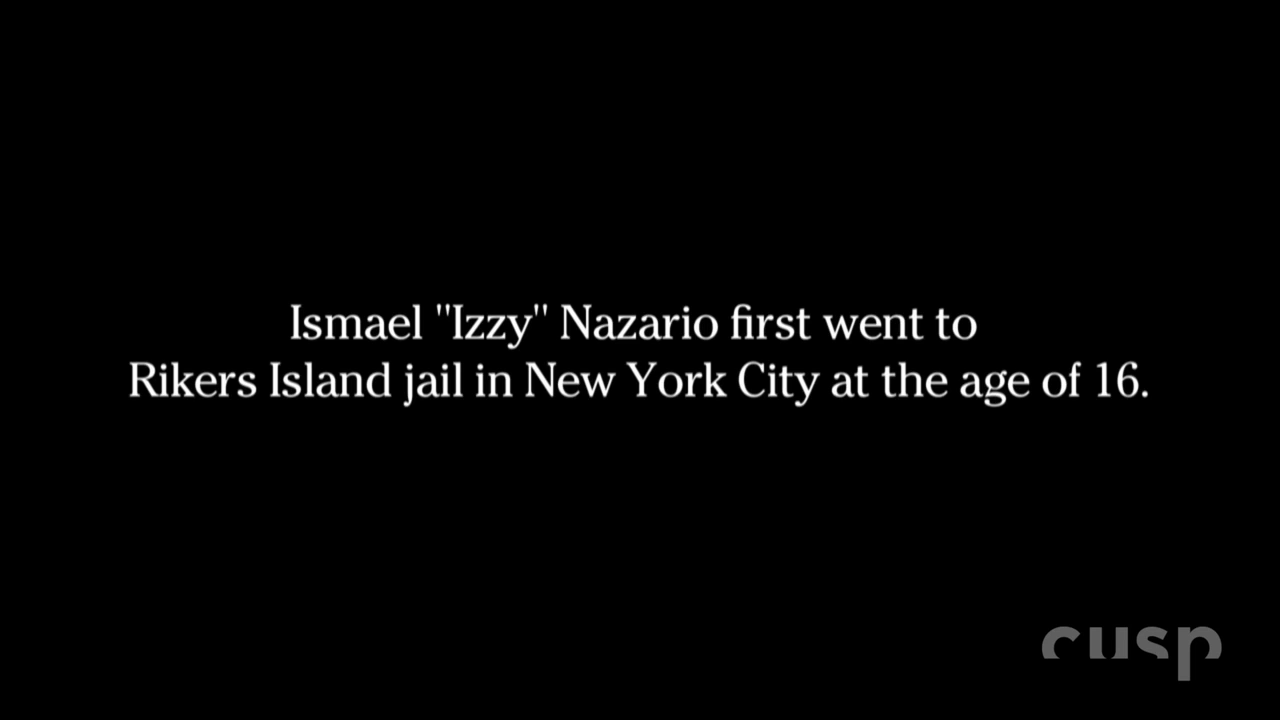 Ismael "Izzy" Nazario first went to
Rikers Island jail in New York City at the age of 16.
cusp